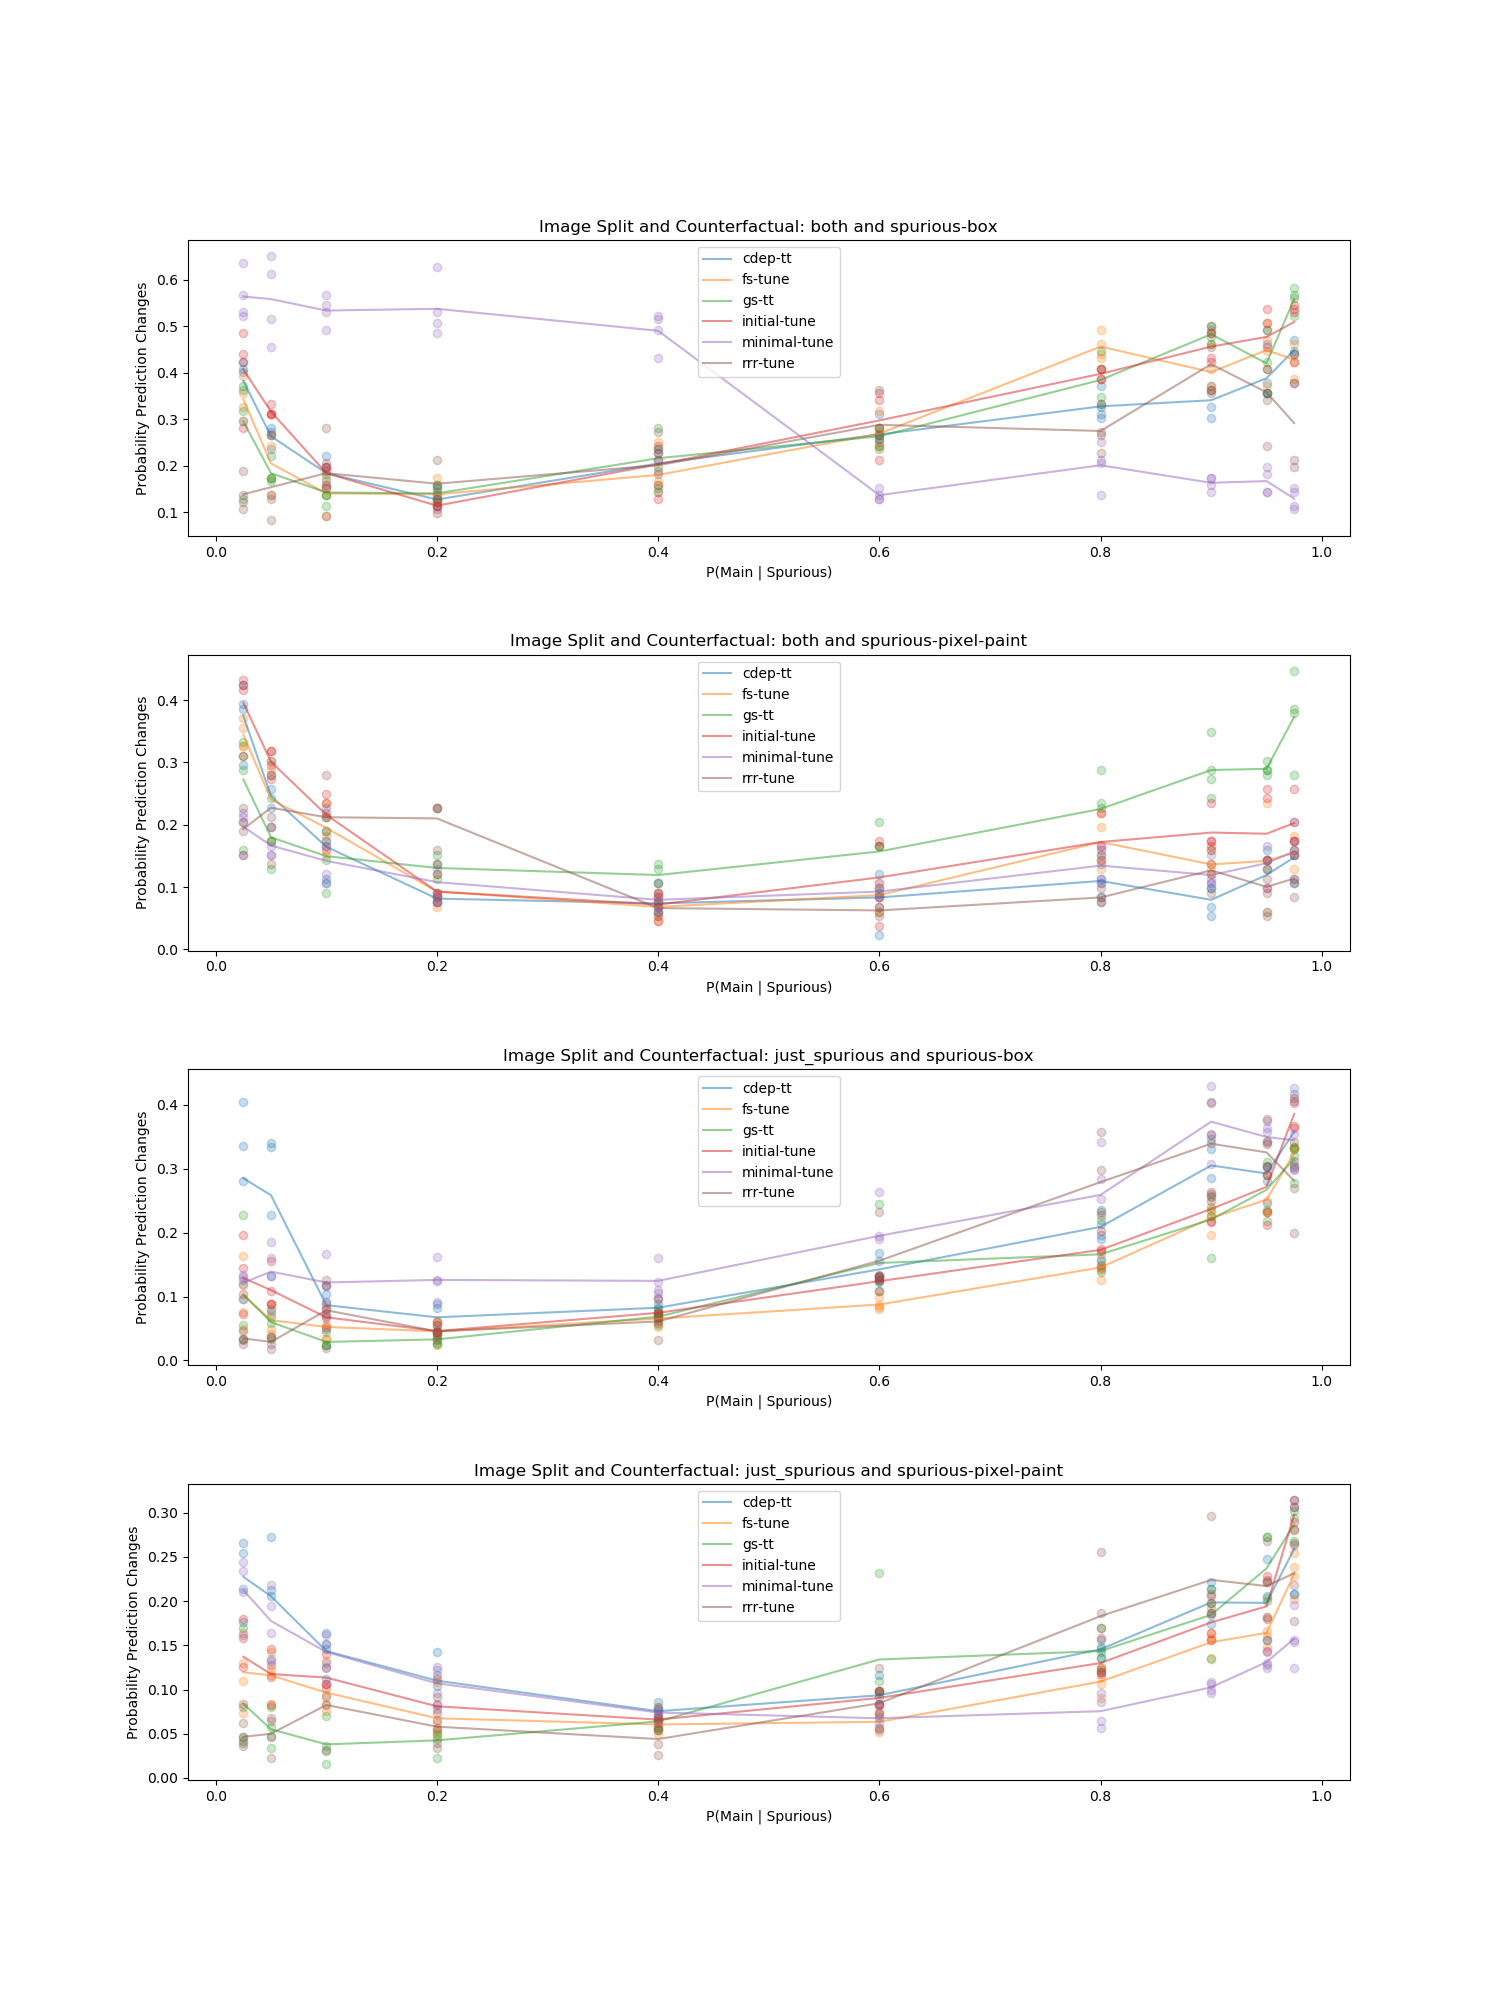 Image Split and Counterfactual: both and spurious-box
Probability Prediction Changes
0.6
0.5
0.4
0.3
0.2
0.1
cdep-tt
fs-tune
gs-tt
initial-tune
minimal-tune
rrr-tune
0.0 0.2 0.4 0.6 0.8 1.0
P(Main | Spurious)
Image Split and Counterfactual: both and spurious-pixel-paint
Probability Prediction Changes
0.4
0.3
0.2
0.1
0.0
cdep-tt
fs-tune
gs-tt
initial-tune
minimal-tune
rrr-tune
0.0 0.2 0.4 0.6 0.8 1.0
P(Main | Spurious)
Image Split and Counterfactual: just_spurious and spurious-box
Probability Prediction Changes
0.4
0.3
0.2
0.1
0.0
cdep-tt
fs-tune
gs-tt
initial-tune
minimal-tune
rrr-tune
0.0 0.2 0.4 0.6 0.8 1.0
P(Main | Spurious)
Image Split and Counterfactual: just_spurious and spurious-pixel-paint
Probability Prediction Changes
0.30
0.25
0.20
0.15
0.10
0.05
0.00
cdep-tt
fs-tune
gs-tt
initial-tune
minimal-tune
rrr-tune
0.0 0.2 0.4 0.6 0.8 1.0
P(Main | Spurious)